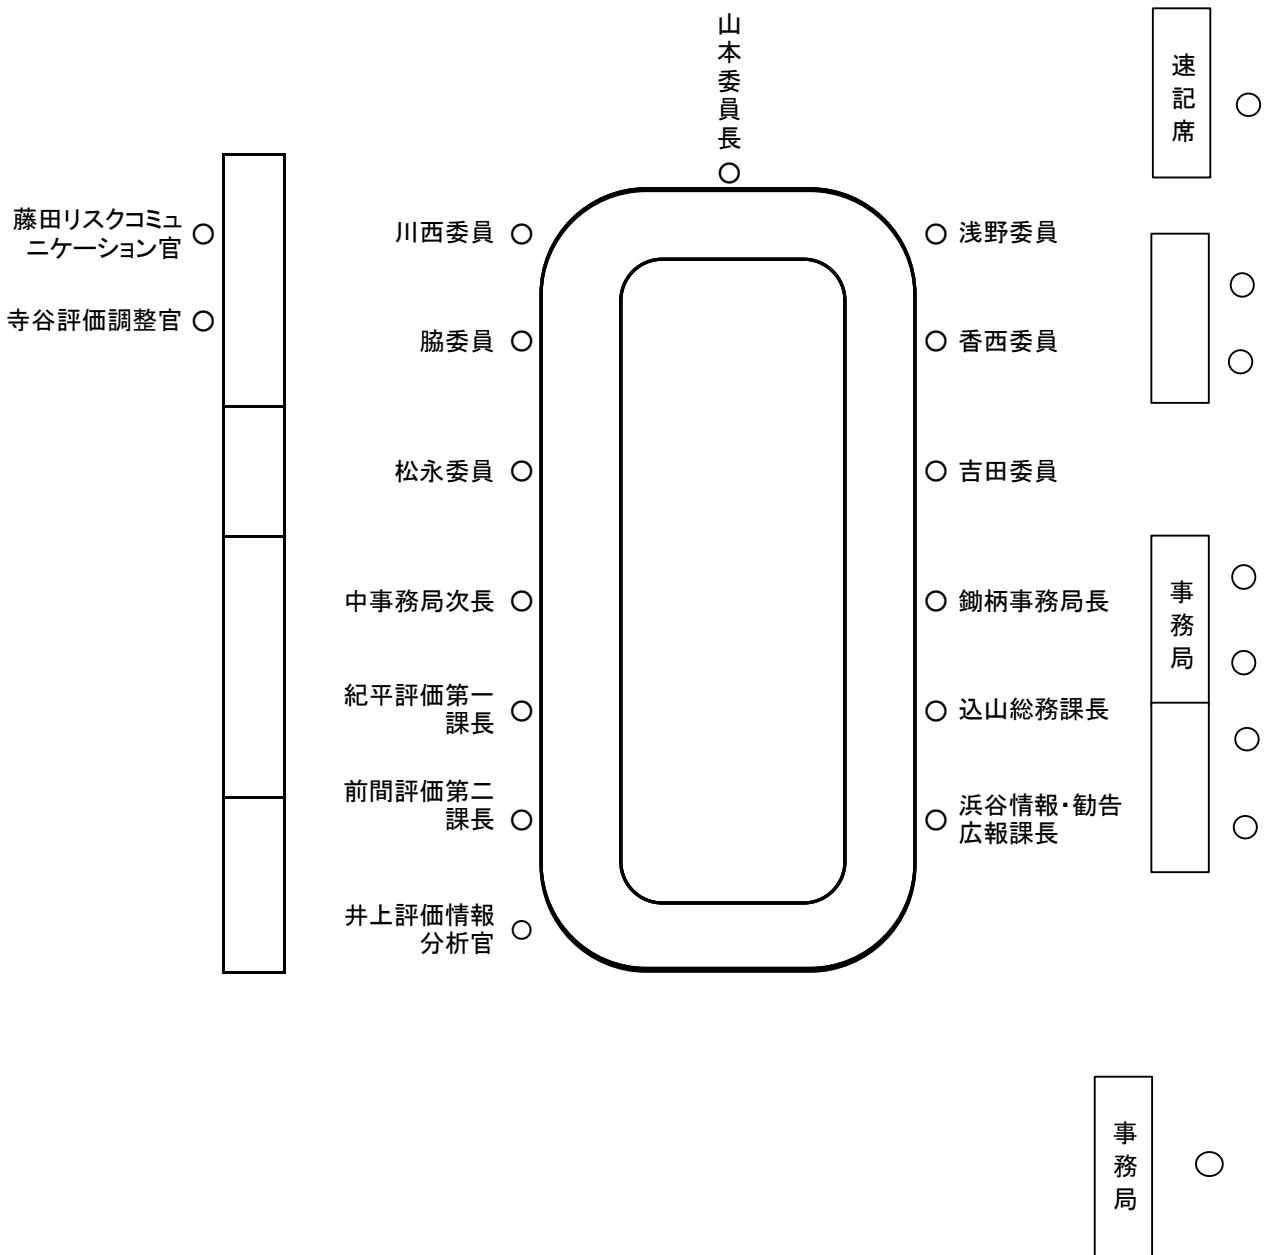 山本委員長
速記席
藤田リスクコミュ
ニケーション官
川西委員
浅野委員
寺谷評価調整官
脇委員
香西委員
松永委員
吉田委員
中事務局次長
鋤柄事務局長
事務局
紀平評価第一
課長
込山総務課長
前間評価第二
課長
浜谷情報・勧告
広報課長
井上評価情報
分析官
事務局